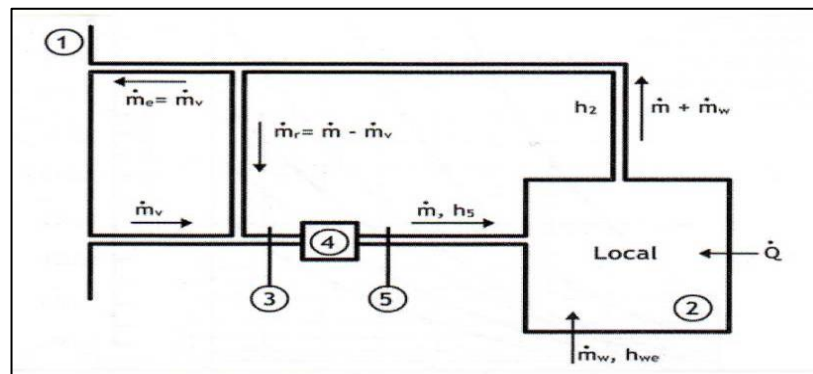 1
ṁₑ= ṁᵥ
h₂
ṁ + ṁw
ṁᵣ= ṁ - ṁᵥ
ṁᵥ
ṁ, h₅
4
Local
Q̇
3
5
2
ṁw, hwe